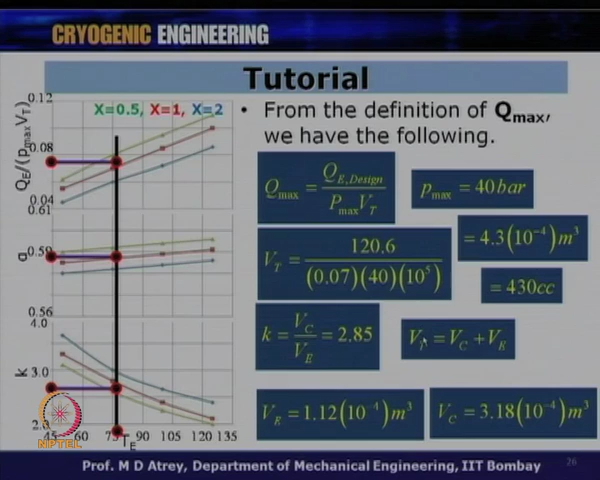 CRYOGENIC ENGINEERING
Tutorial
0.12
X=0.5, X=1, X=2
Q_E/(p_max V_T)
0.08
0.04
0.61
α
0.59
0.56
4.0
k
3.0
2.0
45 60 75 90 105 120 135
T_E
NPTEL
• From the definition of Q_max, we have the following.
Q_max = Q_E,Design / P_max V_T
p_max = 40 bar
V_T = 120.6 / (0.07)(40)(10^5)
= 4.3(10^-4) m^3
= 430cc
k = V_C / V_E = 2.85
V_T = V_C + V_E
V_E = 1.12(10^-4) m^3
V_C = 3.18(10^-4) m^3
Prof. M D Atrey, Department of Mechanical Engineering, IIT Bombay
26